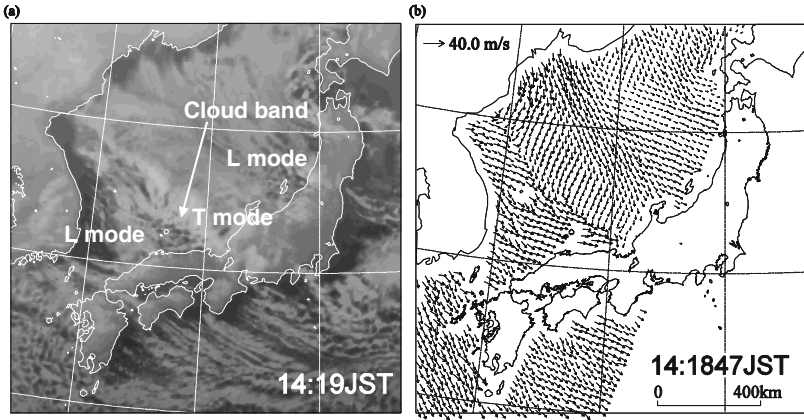 (a)
Cloud band
L mode
T mode
L mode
14:19JST
(b)
40.0 m/s
14:1847JST
0 400km